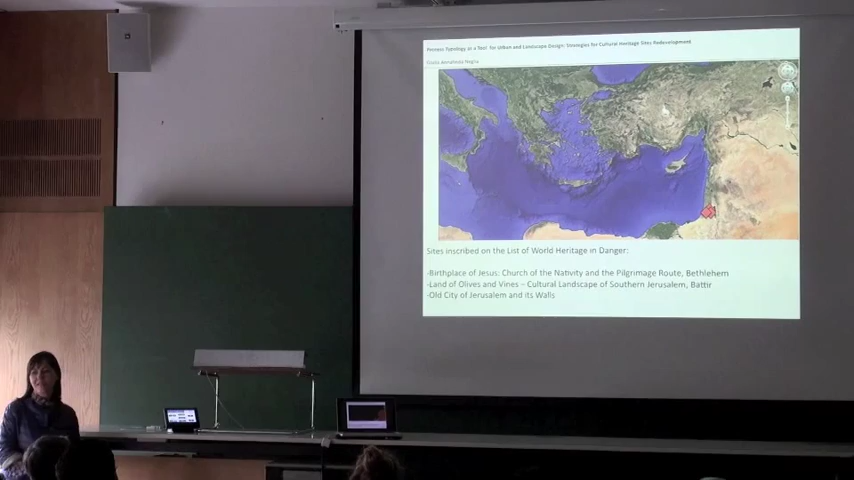 Process Typology as a Tool for Urban and Landscape Design: Strategies for Cultural Heritage Sites Redevelopment
Sites inscribed on the List of World Heritage in Danger:
-Birthplace of Jesus: Church of the Nativity and the Pilgrimage Route, Bethlehem
-Land of Olives and Vines – Cultural Landscape of Southern Jerusalem, Battir
-Old City of Jerusalem and its Walls